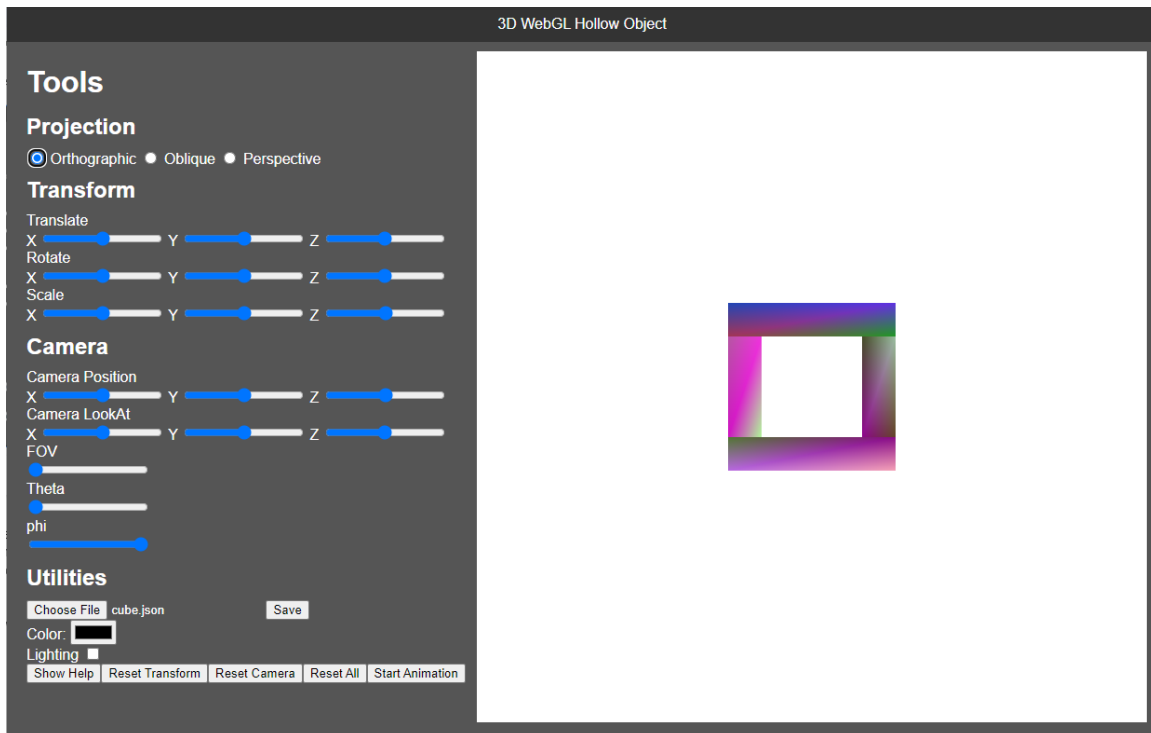 3D WebGL Hollow Object
Tools
Projection
Orthographic Oblique Perspective
Transform
Translate
X Y Z
Rotate
X Y Z
Scale
X Y Z
Camera
Camera Position
X Y Z
Camera LookAt
X Y Z
FOV
Theta
phi
Utilities
Choose File cube.json Save
Color:
Lighting
Show Help Reset Transform Reset Camera Reset All Start Animation